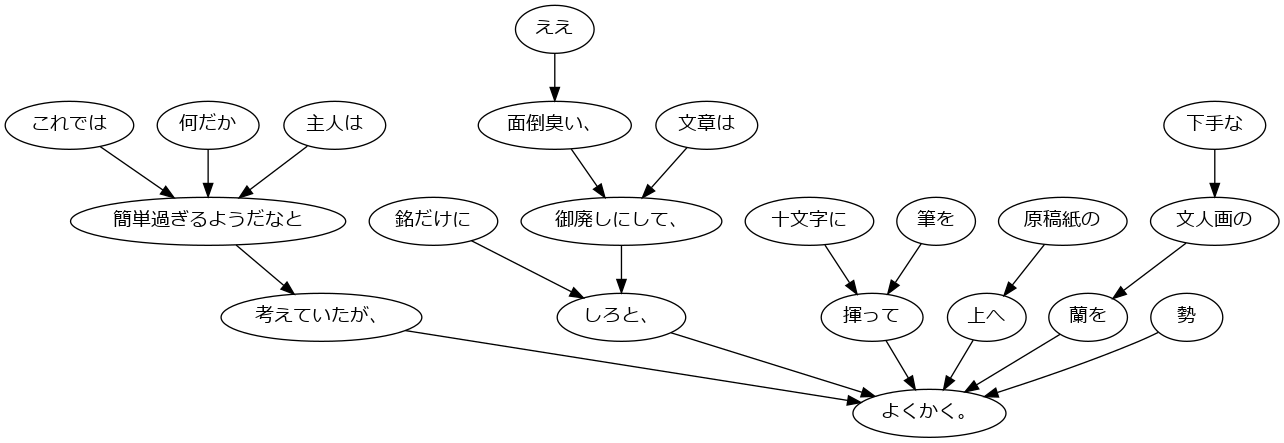 ええ
これでは
何だか
主人は
面倒臭い、
文章は
下手な
簡単過ぎるようだなと
銘だけに
御廃しにして、
十文字に
筆を
原稿紙の
文人画の
考えていたが、
しろと、
揮って
上へ
蘭を
勢
よくかく。